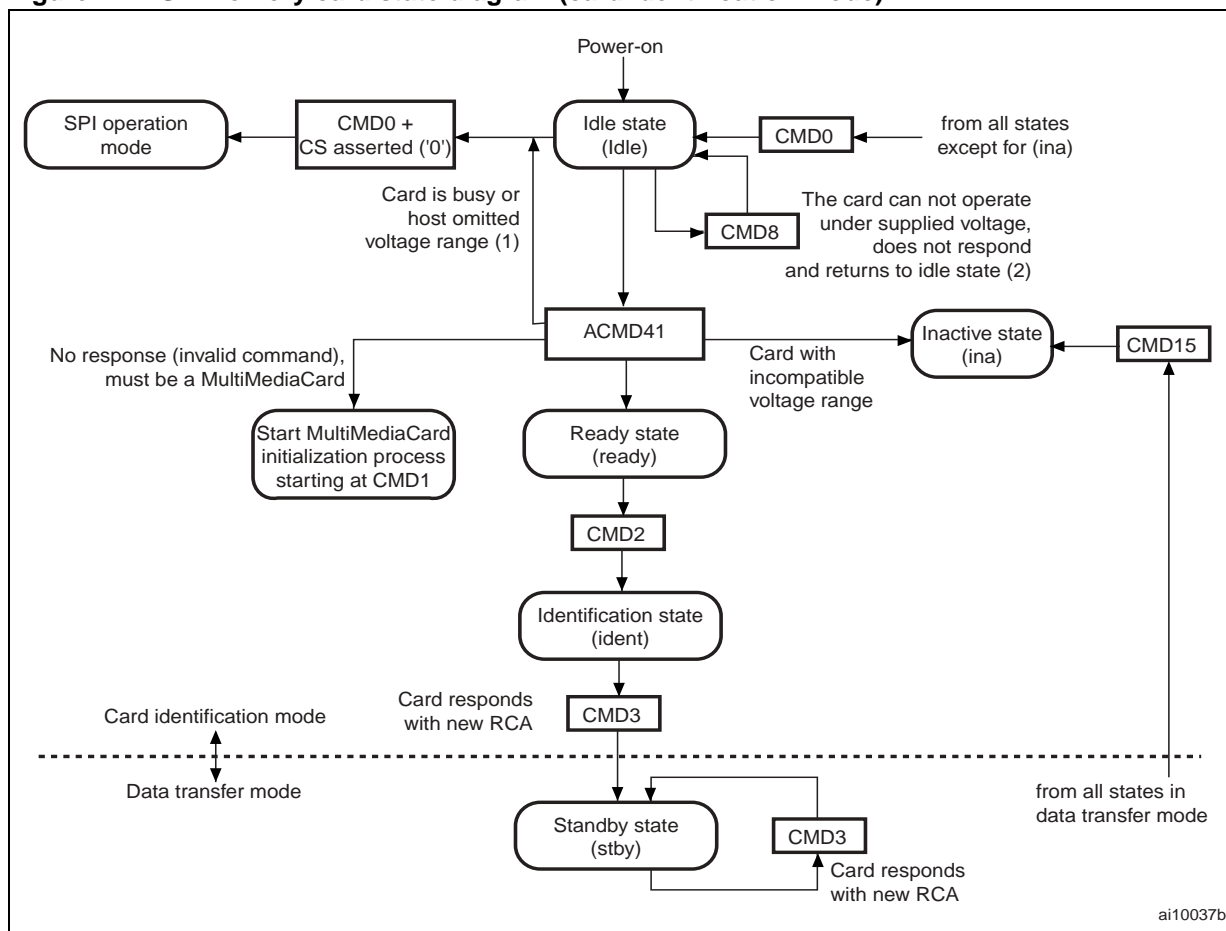 Power-on
SPI operation
mode
CMD0 +
CS asserted ('0')
Idle state
(Idle)
CMD0
from all states
except for (ina)
Card is busy or
host omitted
voltage range (1)
CMD8
The card can not operate
under supplied voltage,
does not respond
and returns to idle state (2)
No response (invalid command),
must be a MultiMediaCard
ACMD41
Card with
incompatible
voltage range
Inactive state
(ina)
CMD15
Start MultiMediaCard
initialization process
starting at CMD1
Ready state
(ready)
CMD2
Identification state
(ident)
Card responds
with new RCA
CMD3
Card identification mode
Data transfer mode
from all states in
data transfer mode
Standby state
(stby)
CMD3
Card responds
with new RCA
ai10037b